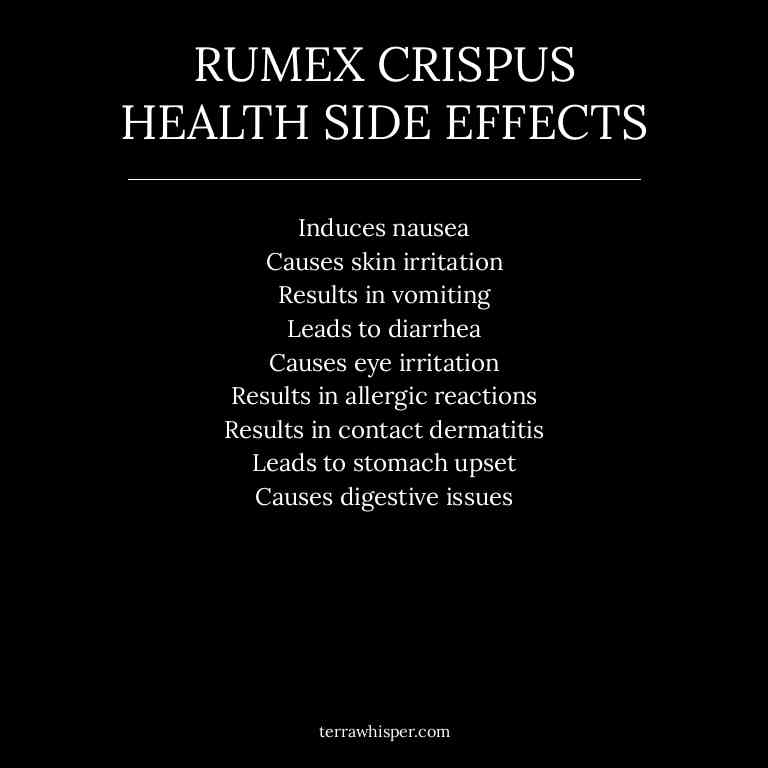 RUMEX CRISPUS
HEALTH SIDE EFFECTS
Induces nausea
Causes skin irritation
Results in vomiting
Leads to diarrhea
Causes eye irritation
Results in allergic reactions
Results in contact dermatitis
Leads to stomach upset
Causes digestive issues
terrawhisper.com